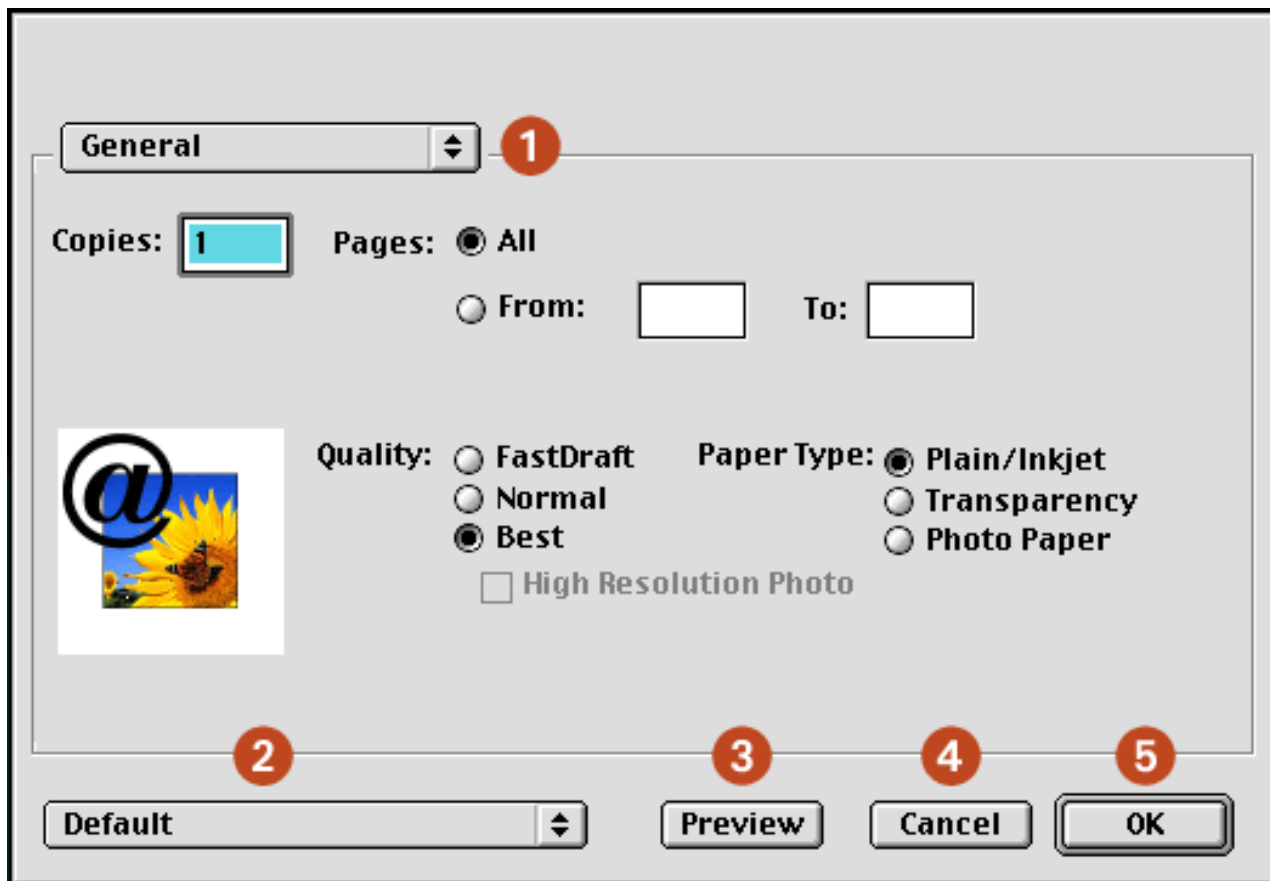 General 1
Copies: 1 Pages: All
From: To:
@
Quality: FastDraft Paper Type: Plain/Inkjet
Normal Transparency
Best Photo Paper
High Resolution Photo
2 3 4 5
Default Preview Cancel OK